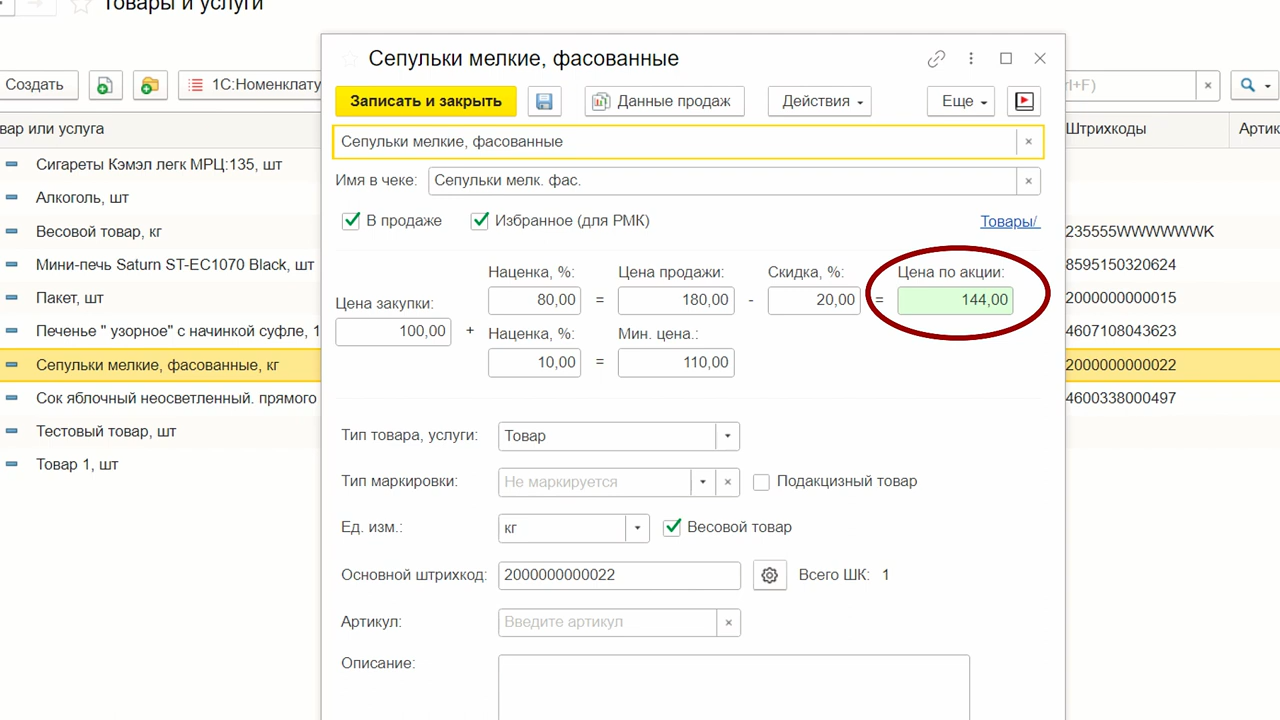 Товары и услуги
Сепульки мелкие, фасованные
Создать
1С:Номенклату
Записать и закрыть
Данные продаж
Действия
Еще
rl+F)
вар или услуга
Штрихкоды
Артик
Сепульки мелкие, фасованные
Сигареты Кэмэл легк МРЦ:135, шт
Имя в чеке:
Сепульки мелк. фас.
Алкоголь, шт
В продаже
Избранное (для РМК)
Товары/
Весовой товар, кг
235555WWWWWWK
Мини-печь Saturn ST-EC1070 Black, шт
8595150320624
Наценка, %:
Цена продажи:
Скидка, %:
Цена по акции:
Пакет, шт
2000000000015
Цена закупки:
80,00
=
180,00
-
20,00
=
144,00
Печенье " узорное" с начинкой суфле, 1
4607108043623
100,00
+
Наценка, %:
Мин. цена.:
Сепульки мелкие, фасованные, кг
2000000000022
10,00
=
110,00
Сок яблочный неосветленный. прямого
4600338000497
Тестовый товар, шт
Тип товара, услуги:
Товар
Товар 1, шт
Тип маркировки:
Не маркируется
Подакцизный товар
Ед. изм.:
кг
Весовой товар
Основной штрихкод:
2000000000022
Всего ШК: 1
Артикул:
Введите артикул
Описание: